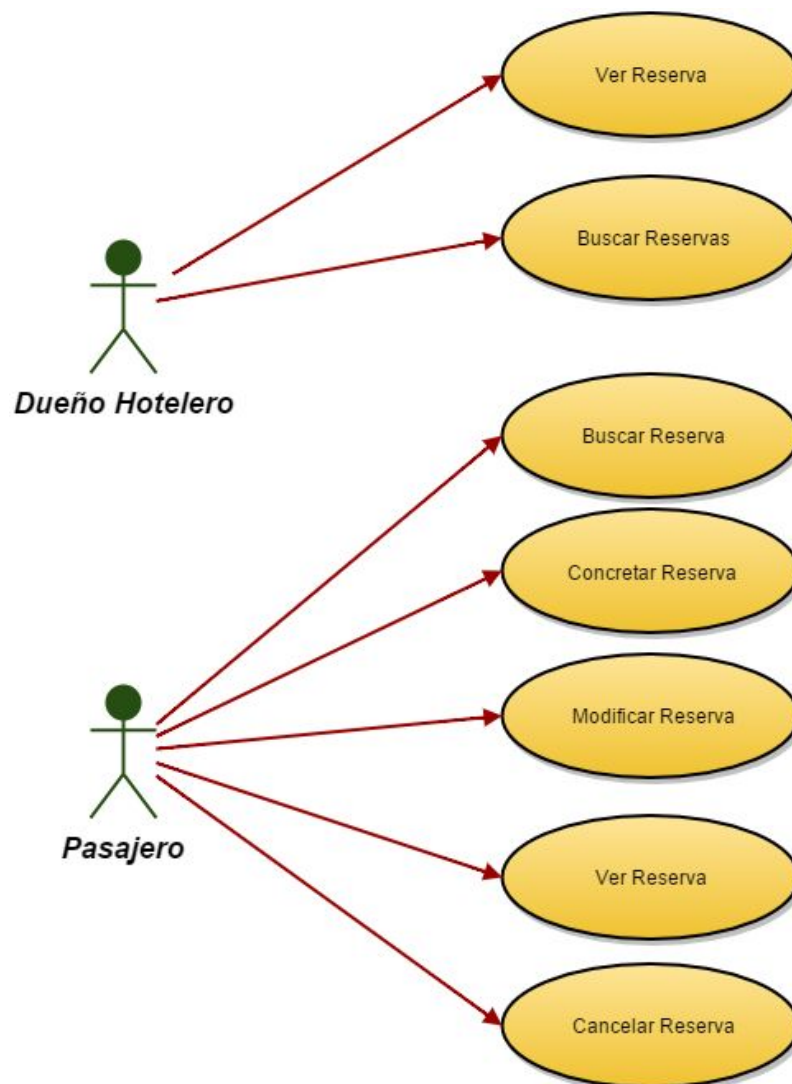 Ver Reserva
Buscar Reservas
Dueño Hotelero
Buscar Reserva
Concretar Reserva
Modificar Reserva
Pasajero
Ver Reserva
Cancelar Reserva